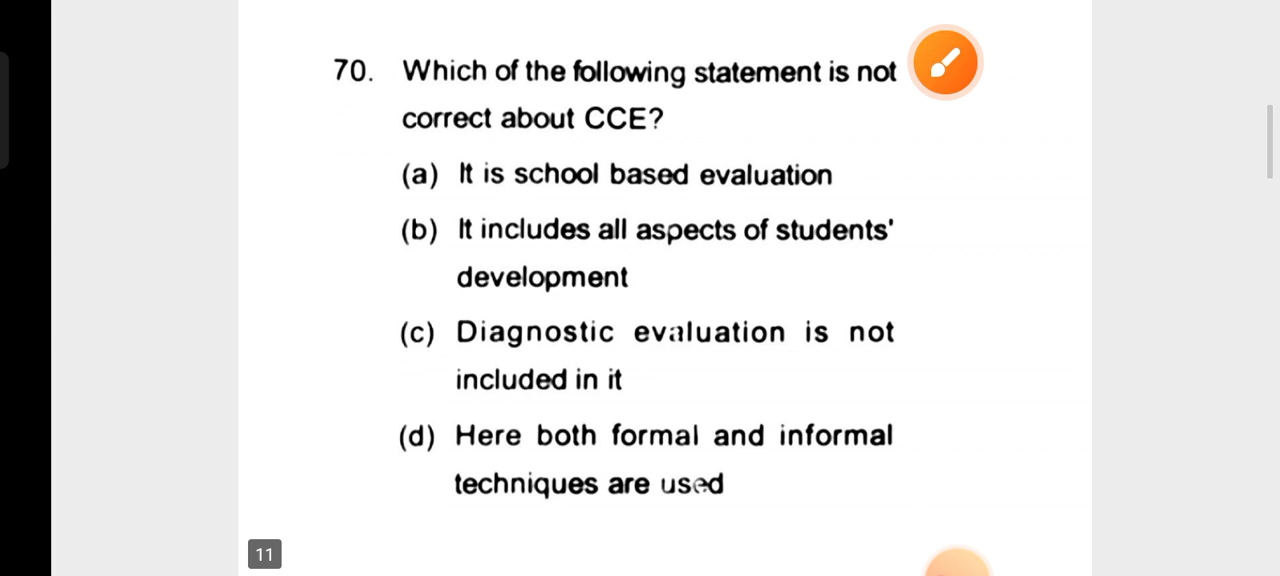 70. Which of the following statement is not
correct about CCE?
(a) It is school based evaluation
(b) It includes all aspects of students'
development
(c) Diagnostic evaluation is not
included in it
(d) Here both formal and informal
techniques are used
11